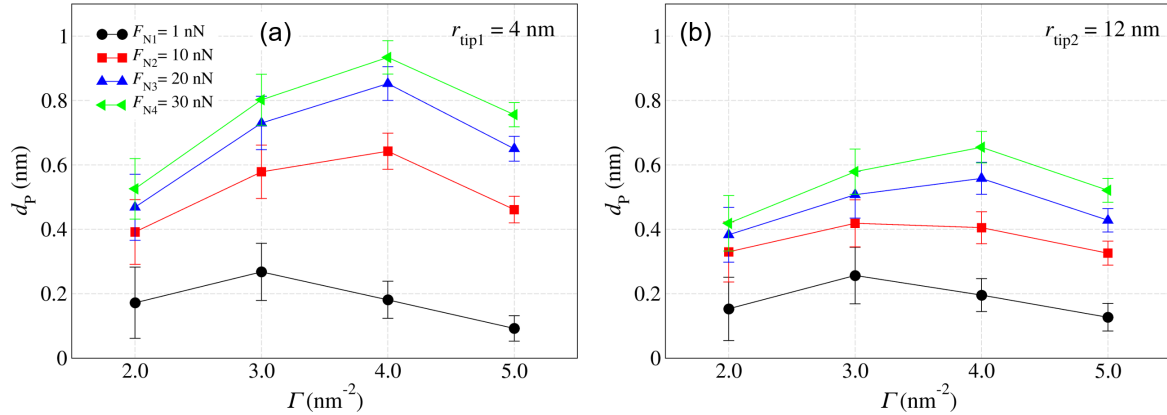 (a)
r_tip1 = 4 nm
F_N1 = 1 nN
F_N2 = 10 nN
F_N3 = 20 nN
F_N4 = 30 nN
d_P (nm)
1
0.8
0.6
0.4
0.2
0
2.0 3.0 4.0 5.0
Γ (nm⁻²)
(b)
r_tip2 = 12 nm
d_P (nm)
1
0.8
0.6
0.4
0.2
0
2.0 3.0 4.0 5.0
Γ (nm⁻²)